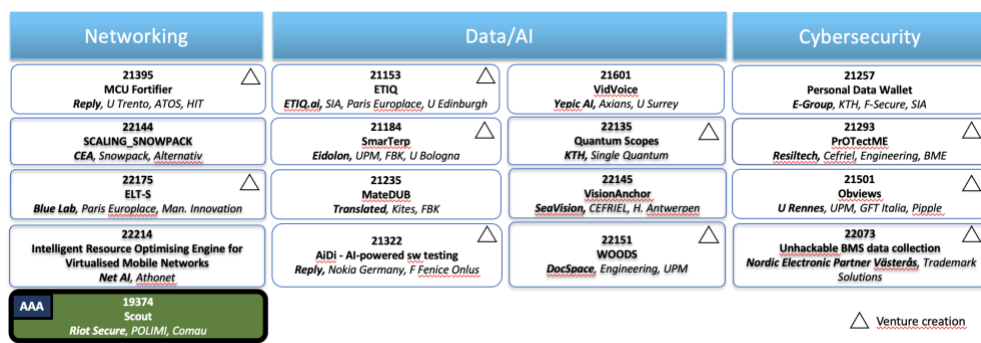 Networking
Data/AI
Cybersecurity
21395
MCU Fortifier
Reply, U Trento, ATOS, HIT
22144
SCALING_SNOWPACK
CEA, Snowpack, Alternativ
22175
ELT-S
Blue Lab, Paris Europlace, Man. Innovation
22214
Intelligent Resource Optimising Engine for
Virtualised Mobile Networks
Net AI, Athonet
AAA
19374
Scout
Riot Secure, POLIMI, Comau
21153
ETIQ
ETIQ.ai, SIA, Paris Europlace, U Edinburgh
21184
SmarTerp
Eidolon, UPM, FBK, U Bologna
21235
MateDUB
Translated, Kites, FBK
21322
AiDi - AI-powered sw testing
Reply, Nokia Germany, F Fenice Onlus
21601
VidVoice
Yepic AI, Axians, U Surrey
22135
Quantum Scopes
KTH, Single Quantum
22145
VisionAnchor
SeaVision, CEFRIEL, H. Antwerpen
22151
WOODS
DocSpace, Engineering, UPM
21257
Personal Data Wallet
E-Group, KTH, F-Secure, SIA
21293
PrOTectME
Resiltech, Cefriel, Engineering, BME
21501
Obviews
U Rennes, UPM, GFT Italia, Pipple
22073
Unhackable BMS data collection
Nordic Electronic Partner Västerås, Trademark
Solutions
Venture creation